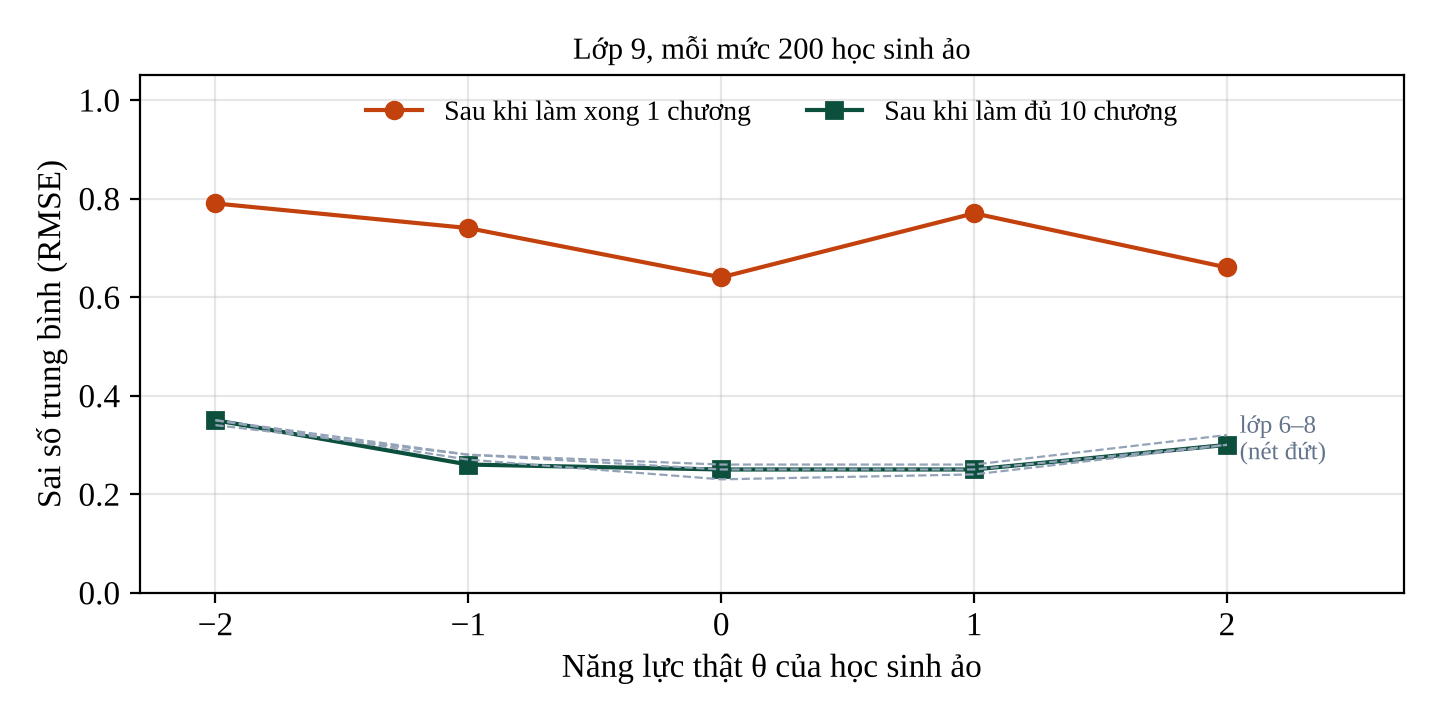 Lớp 9, mỗi mức 200 học sinh ảo
Sau khi làm xong 1 chương
Sau khi làm đủ 10 chương
Sai số trung bình (RMSE)
1.0
0.8
0.6
0.4
0.2
0.0
lớp 6–8
(nét đứt)
−2
−1
0
1
2
Năng lực thật θ của học sinh ảo